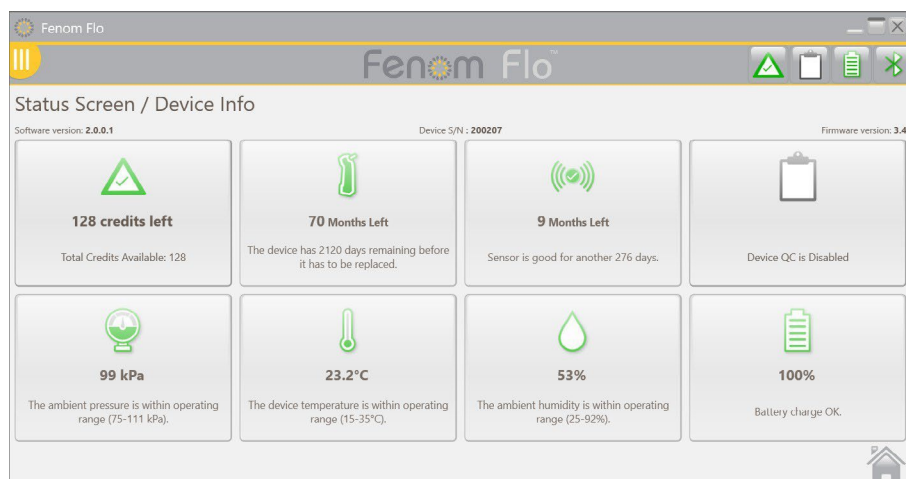 Fenom Flo
Fenom Flo™
Status Screen / Device Info
Software version: 2.0.0.1
Device S/N : 200207
Firmware version: 3.4
128 credits left
Total Credits Available: 128
70 Months Left
The device has 2120 days remaining before
it has to be replaced.
9 Months Left
Sensor is good for another 276 days.
Device QC is Disabled
99 kPa
The ambient pressure is within operating
range (75-111 kPa).
23.2°C
The device temperature is within operating
range (15-35°C).
53%
The ambient humidity is within operating
range (25-92%).
100%
Battery charge OK.